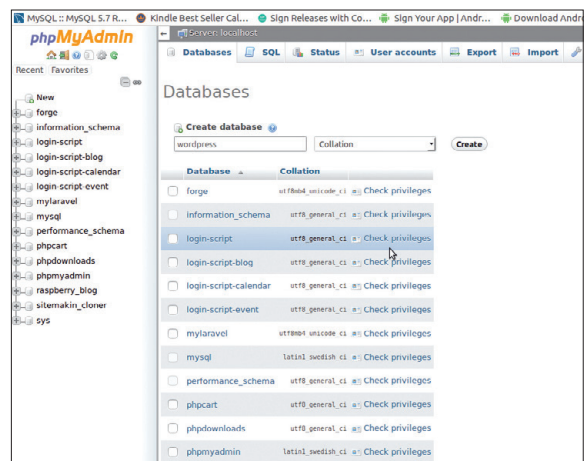 MySQL :: MySQL 5.7 R... Kindle Best Seller Cal... Sign Releases with Co... Sign Your App | Andr... Download Andr
phpMyAdmin
Recent Favorites
New
forge
information_schema
login-script
login-script-blog
login-script-calendar
login-script-event
mylaravel
mysql
performance_schema
phpcart
phpdownloads
phpmyadmin
raspberry_blog
sitemakin_cloner
sys
Server: localhost
Databases SQL Status User accounts Export Import
Databases
Create database
wordpress Collation Create
Database Collation
forge utf8mb4_unicode_ci Check privileges
information_schema utf8_general_ci Check privileges
login-script utf8_general_ci Check privileges
login-script-blog utf8_general_ci Check privileges
login-script-calendar utf8_general_ci Check privileges
login-script-event utf8_general_ci Check privileges
mylaravel utf8mb4_unicode_ci Check privileges
mysql latin1_swedish_ci Check privileges
performance_schema utf8_general_ci Check privileges
phpcart utf8_general_ci Check privileges
phpdownloads utf8_general_ci Check privileges
phpmyadmin latin1_swedish_ci Check privileges